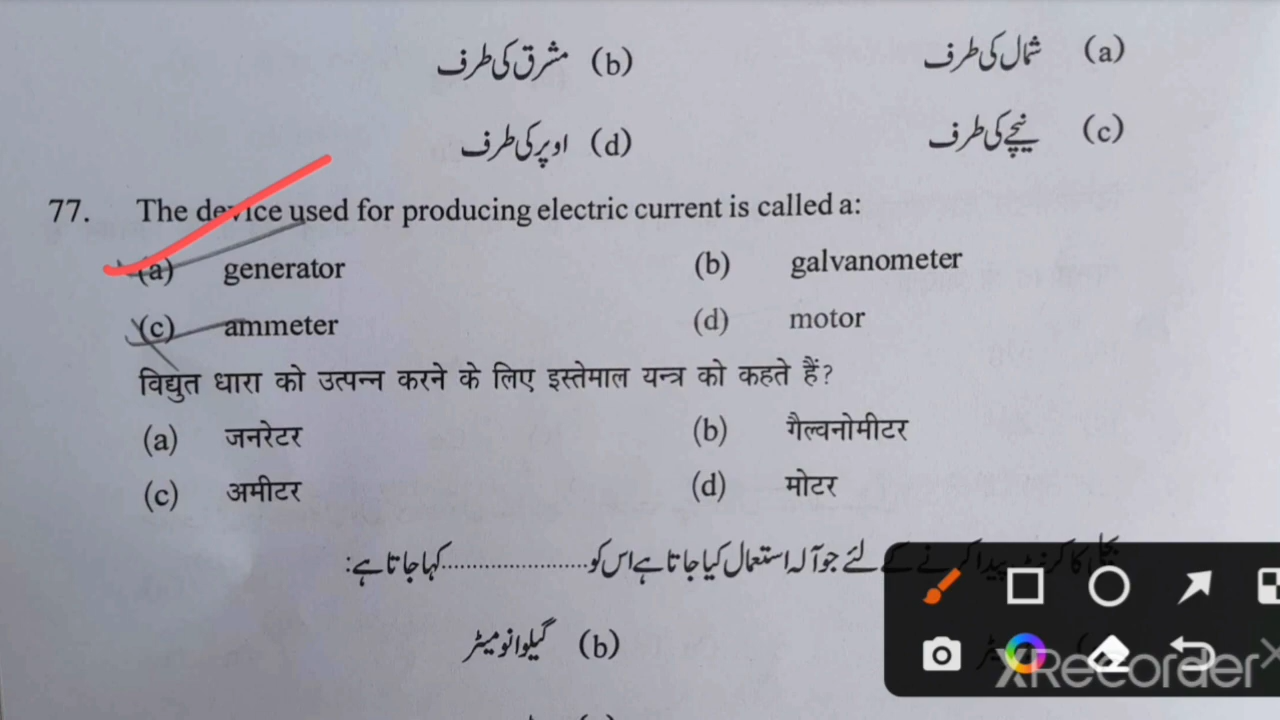 (a) شمال کی طرف (b) مشرق کی طرف
(c) نیچے کی طرف (d) اوپر کی طرف
77. The device used for producing electric current is called a:
(a) generator (b) galvanometer
(c) ammeter (d) motor
विद्युत धारा को उत्पन्न करने के लिए इस्तेमाल यन्त्र को कहते हैं?
(a) जनरेटर (b) गैल्वनोमीटर
(c) अमीटर (d) मोटर
لئے جو آلہ استعمال کیا جاتا ہے اس کو.....................کہا جاتا ہے:
(b) گیلوانومیٹر
XRecorder